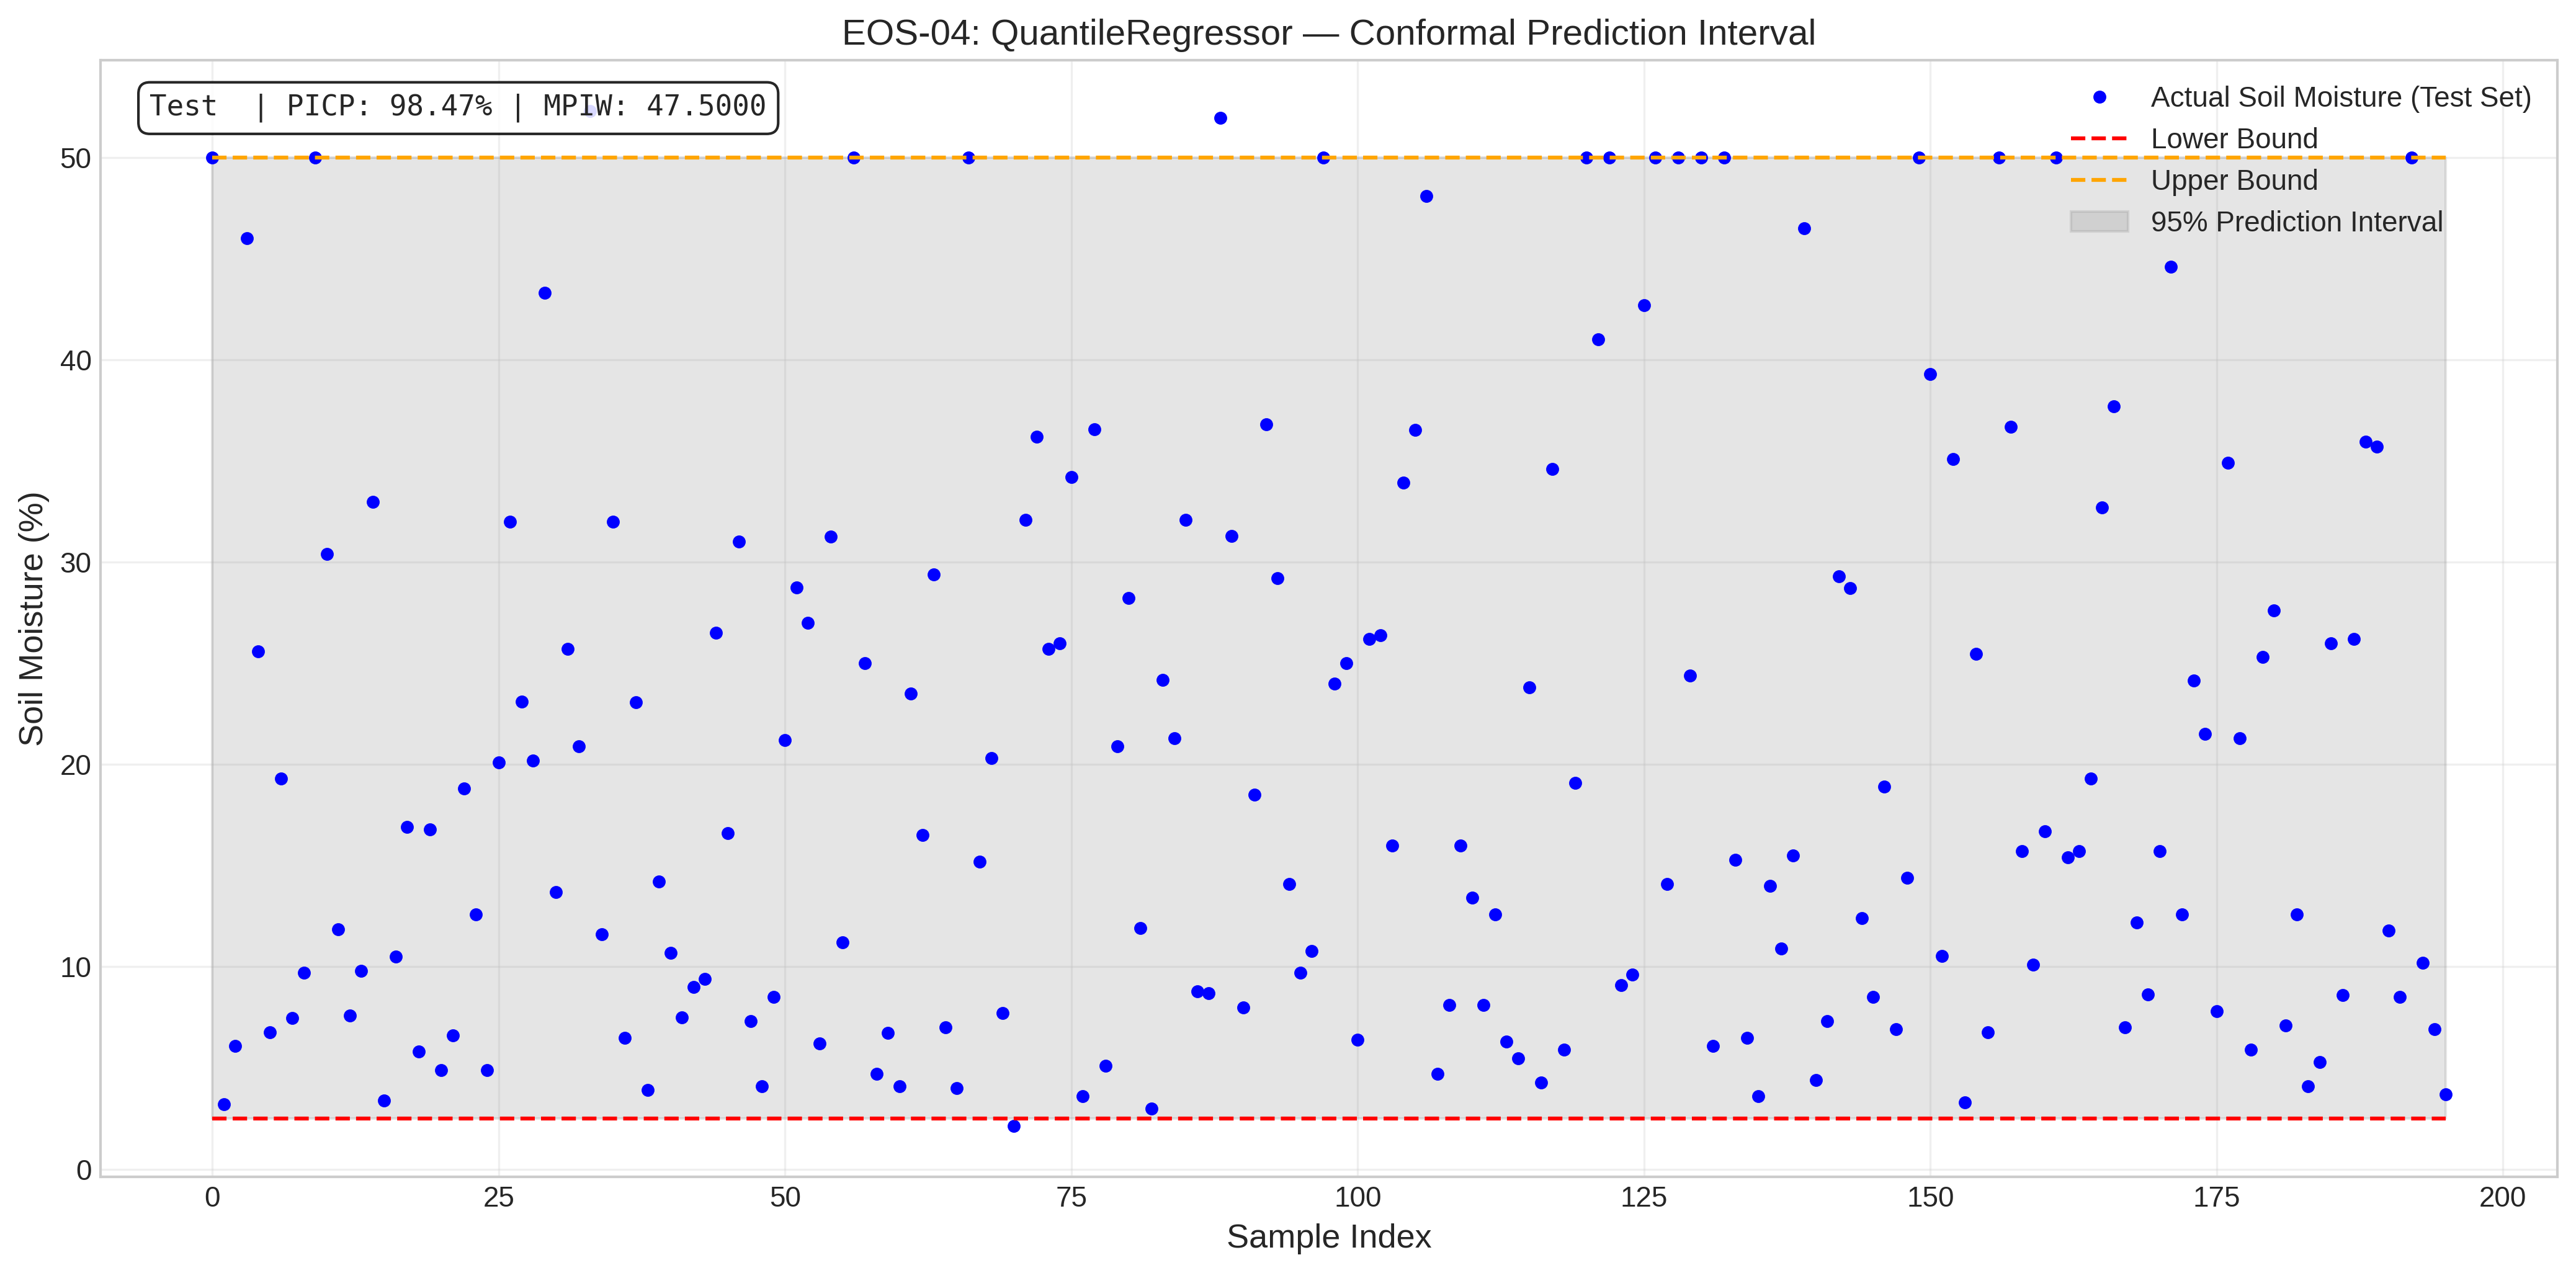 EOS-04: QuantileRegressor — Conformal Prediction Interval
Test  | PICP: 98.47% | MPIW: 47.5000
Actual Soil Moisture (Test Set)
Lower Bound
Upper Bound
95% Prediction Interval
Soil Moisture (%)
50
40
30
20
10
0
0 25 50 75 100 125 150 175 200
Sample Index